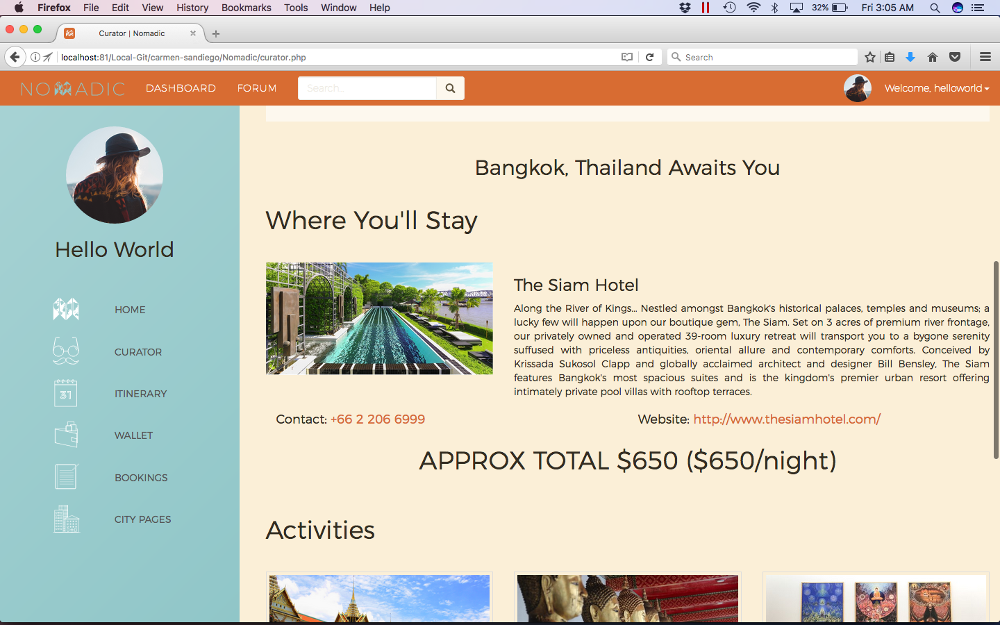 Firefox File Edit View History Bookmarks Tools Window Help 32% Fri 3:05 AM
Curator | Nomadic
localhost:81/Local-Git/carmen-sandiego/Nomadic/curator.php Search
NOMADIC DASHBOARD FORUM Search... Welcome, helloworld
Hello World
HOME
CURATOR
31 ITINERARY
WALLET
BOOKINGS
CITY PAGES
Bangkok, Thailand Awaits You
Where You'll Stay
The Siam Hotel
Along the River of Kings... Nestled amongst Bangkok's historical palaces, temples and museums; a
lucky few will happen upon our boutique gem, The Siam. Set on 3 acres of premium river frontage,
our privately owned and operated 39-room luxury retreat will transport you to a bygone serenity
suffused with priceless antiquities, oriental allure and contemporary comforts. Conceived by
Krissada Sukosol Clapp and globally acclaimed architect and designer Bill Bensley, The Siam
features Bangkok's most spacious suites and is the kingdom's premier urban resort offering
intimately private pool villas with rooftop terraces.
Contact: +66 2 206 6999 Website: http://www.thesiamhotel.com/
APPROX TOTAL $650 ($650/night)
Activities